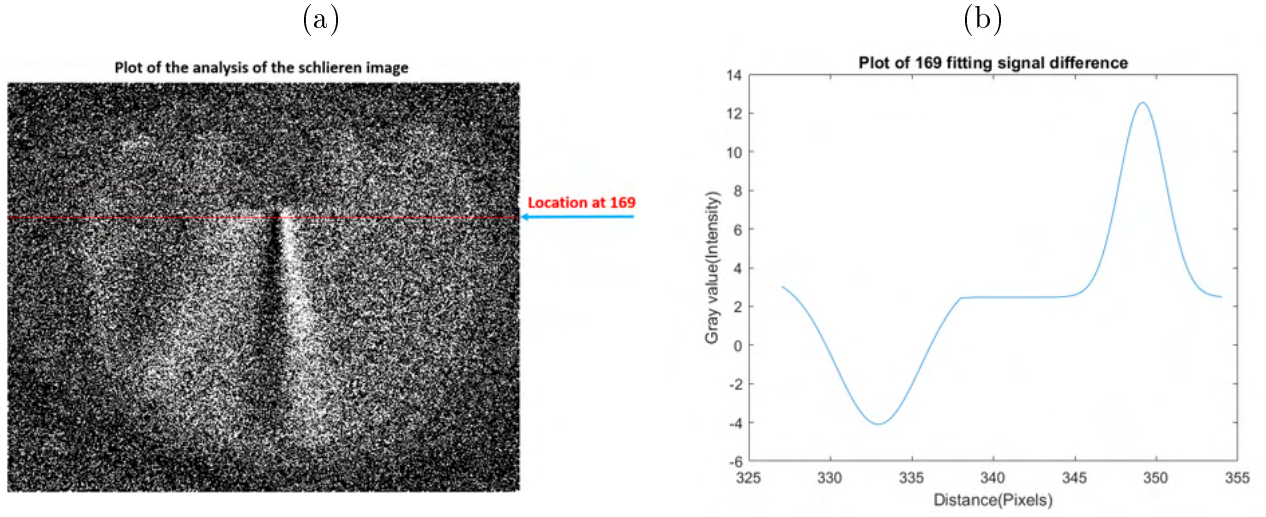 (a)
Plot of the analysis of the schlieren image
Location at 169
(b)
Plot of 169 fitting signal difference
14
12
10
8
6
4
2
0
-2
-4
-6
Gray value(Intensity)
325 330 335 340 345 350 355
Distance(Pixels)